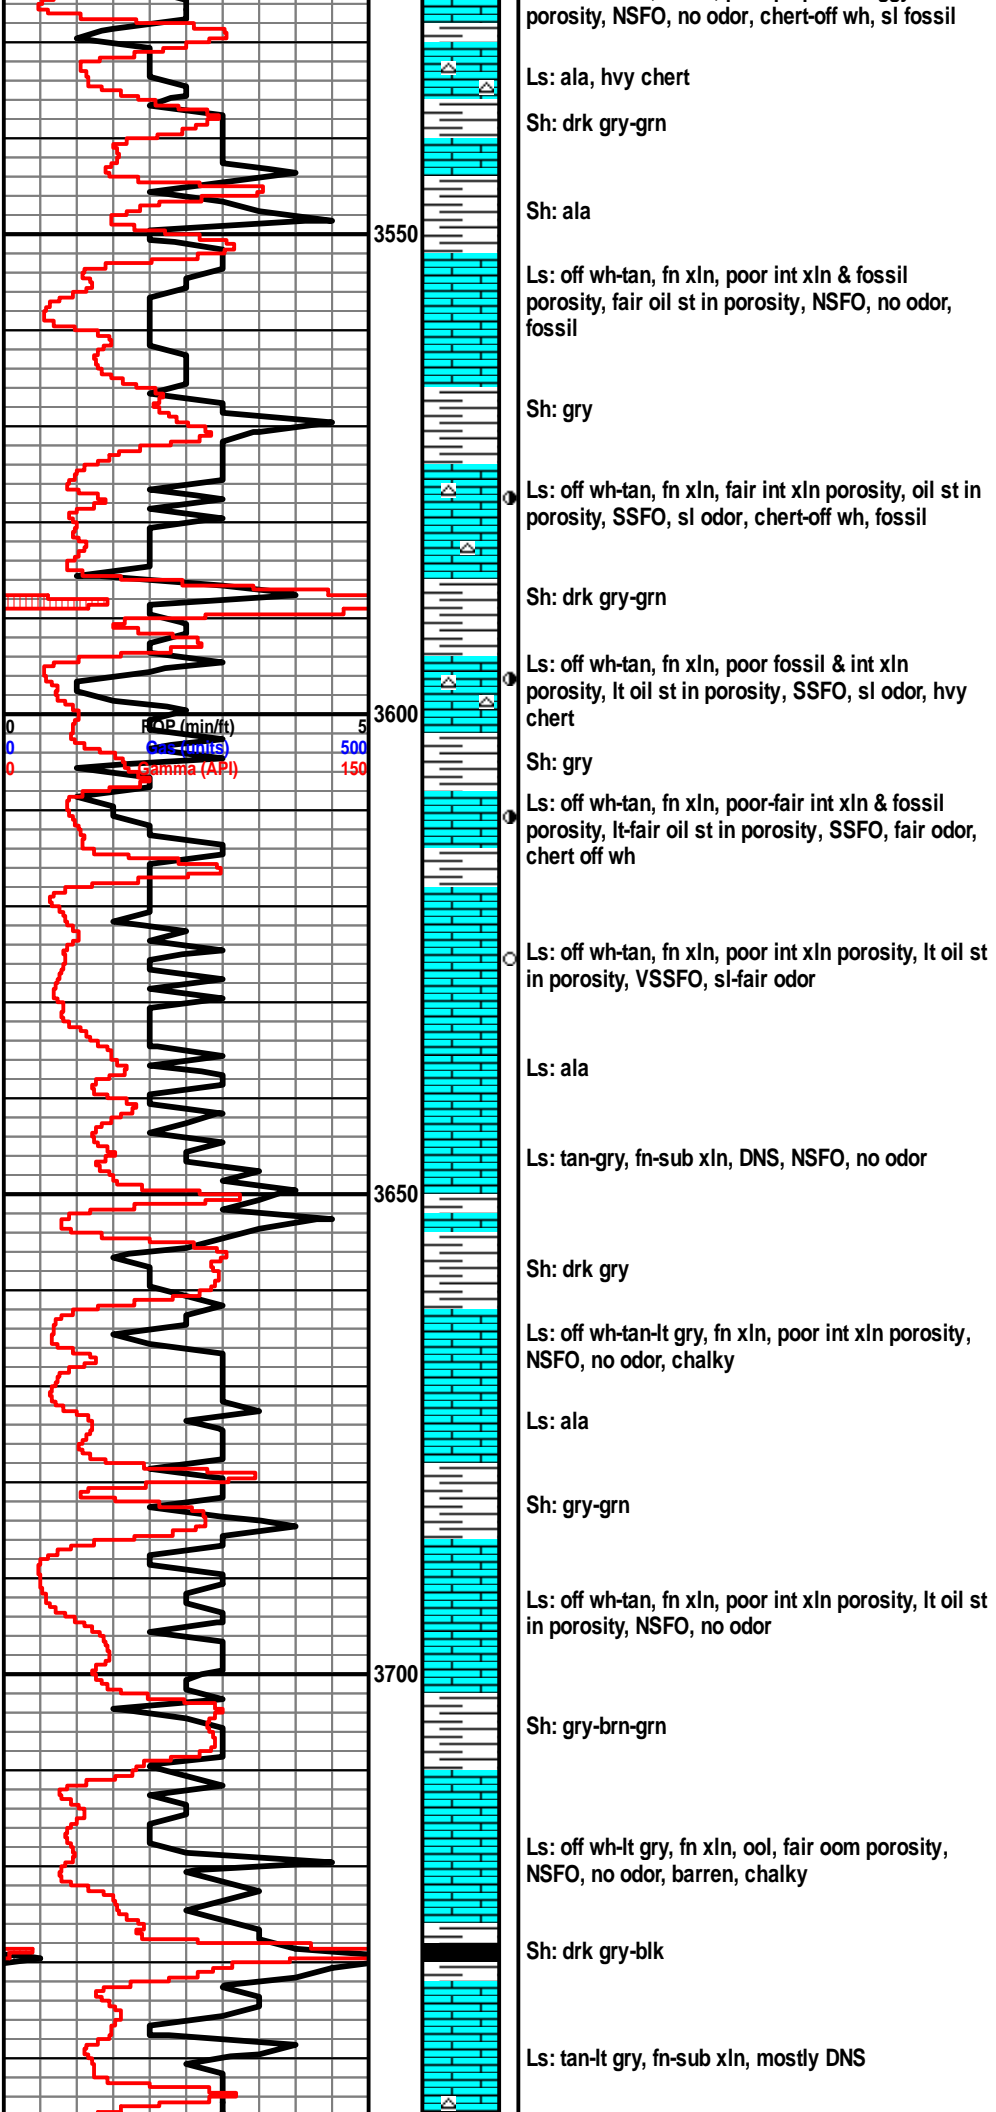 porosity, NSFO, no odor, chert-off wh, sl fossil
Ls: ala, hvy chert
Sh: drk gry-grn
Sh: ala
3550
Ls: off wh-tan, fn xln, poor int xln & fossil
porosity, fair oil st in porosity, NSFO, no odor,
fossil
Sh: gry
Ls: off wh-tan, fn xln, fair int xln porosity, oil st in
porosity, SSFO, sl odor, chert-off wh, fossil
Sh: drk gry-grn
Ls: off wh-tan, fn xln, poor fossil & int xln
porosity, lt oil st in porosity, SSFO, sl odor, hvy
chert
3600
0 ROP (min/ft) 5
0 Gas (units) 500
0 Gamma (API) 150
Sh: gry
Ls: off wh-tan, fn xln, poor-fair int xln & fossil
porosity, lt-fair oil st in porosity, SSFO, fair odor,
chert off wh
Ls: off wh-tan, fn xln, poor int xln porosity, lt oil st
in porosity, VSSFO, sl-fair odor
Ls: ala
Ls: tan-gry, fn-sub xln, DNS, NSFO, no odor
3650
Sh: drk gry
Ls: off wh-tan-lt gry, fn xln, poor int xln porosity,
NSFO, no odor, chalky
Ls: ala
Sh: gry-grn
Ls: off wh-tan, fn xln, poor int xln porosity, lt oil st
in porosity, NSFO, no odor
3700
Sh: gry-brn-grn
Ls: off wh-lt gry, fn xln, ool, fair oom porosity,
NSFO, no odor, barren, chalky
Sh: drk gry-blk
Ls: tan-lt gry, fn-sub xln, mostly DNS